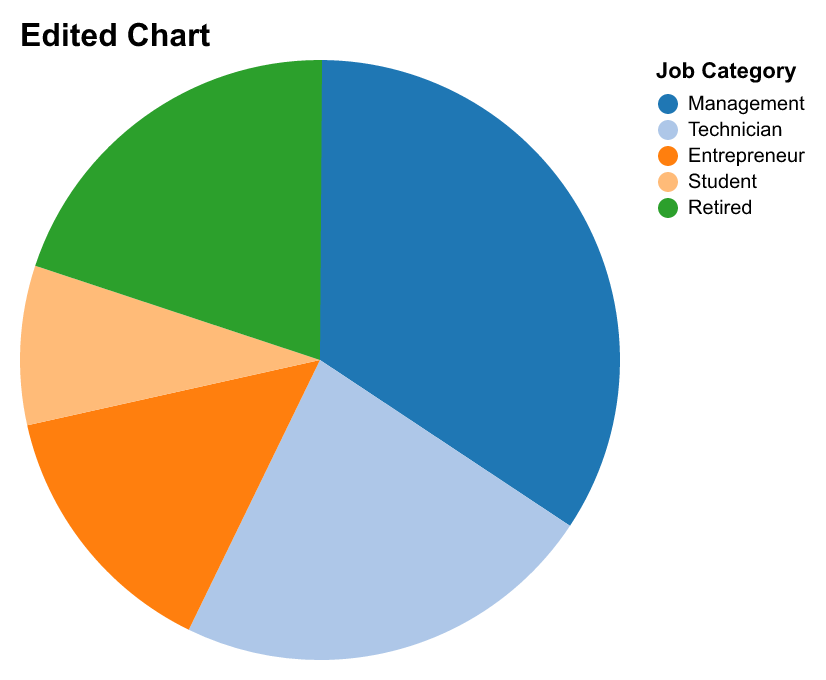 Edited Chart
Job Category
Management
Technician
Entrepreneur
Student
Retired